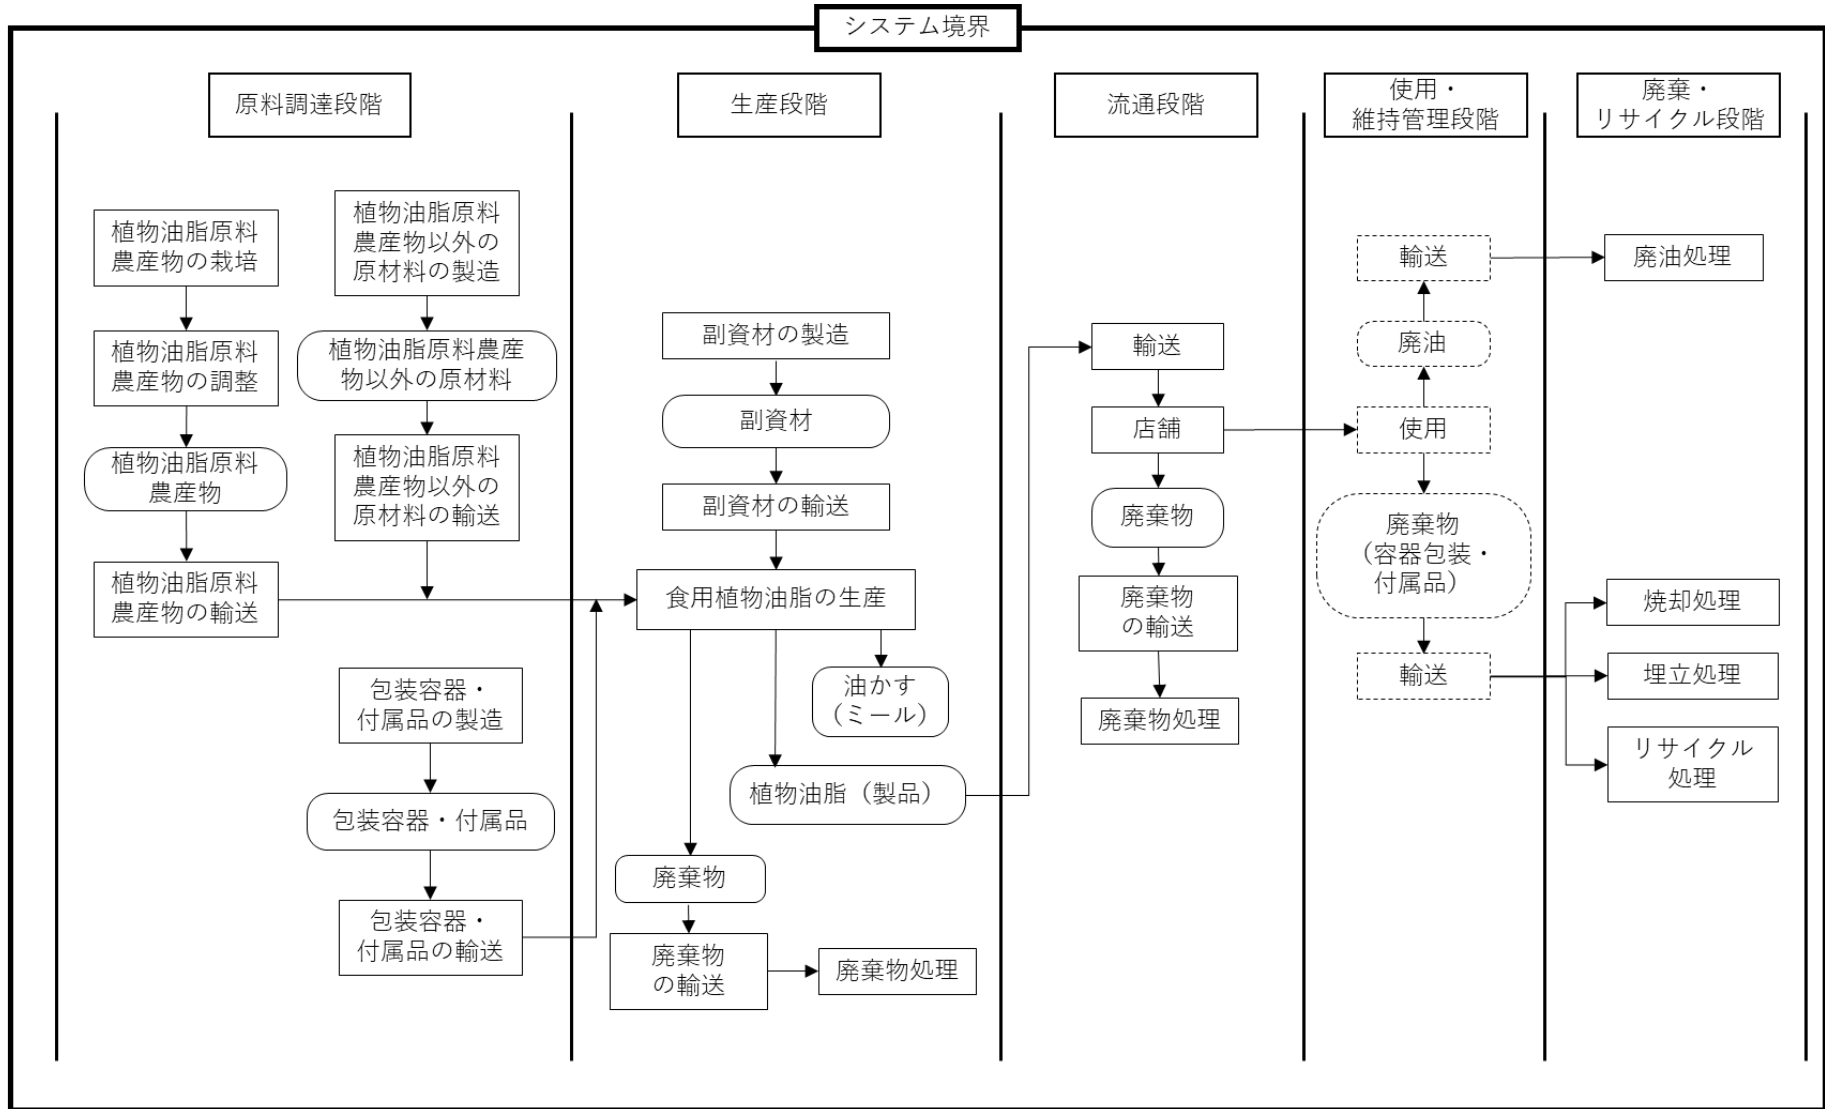 システム境界
原料調達段階
生産段階
流通段階
使用・
維持管理段階
廃棄・
リサイクル段階
植物油脂原料
農産物の栽培
植物油脂原料
農産物の調整
植物油脂原料
農産物
植物油脂原料
農産物の輸送
植物油脂原料
農産物以外の
原材料の製造
植物油脂原料農産
物以外の原材料
植物油脂原料
農産物以外の
原材料の輸送
包装容器・
付属品の製造
包装容器・付属品
包装容器・
付属品の輸送
副資材の製造
副資材
副資材の輸送
食用植物油脂の生産
油かす
（ミール）
植物油脂（製品）
廃棄物
廃棄物
の輸送
廃棄物処理
輸送
店舗
廃棄物
廃棄物
の輸送
廃棄物処理
輸送
廃油
使用
廃棄物
（容器包装・
付属品）
輸送
廃油処理
焼却処理
埋立処理
リサイクル
処理